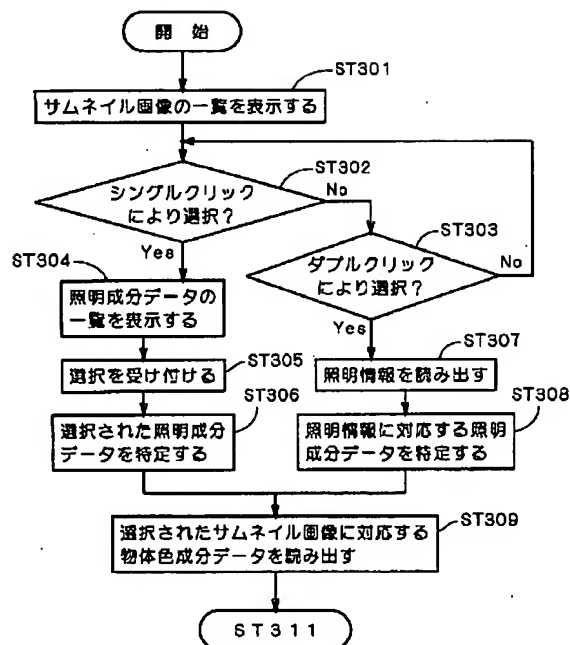 開 始
ST301
サムネイル画像の一覧を表示する
ST302
シングルクリック
により選択?
No
ST303
Yes
ST304
ダブルクリック
により選択?
No
照明成分データの
一覧を表示する
Yes
ST307
ST305
選択を受け付ける
照明情報を読み出す
ST306
ST308
選択された照明成分
データを特定する
照明情報に対応する照明
成分データを特定する
ST309
選択されたサムネイル画像に対応する
物体色成分データを読み出す
ST311